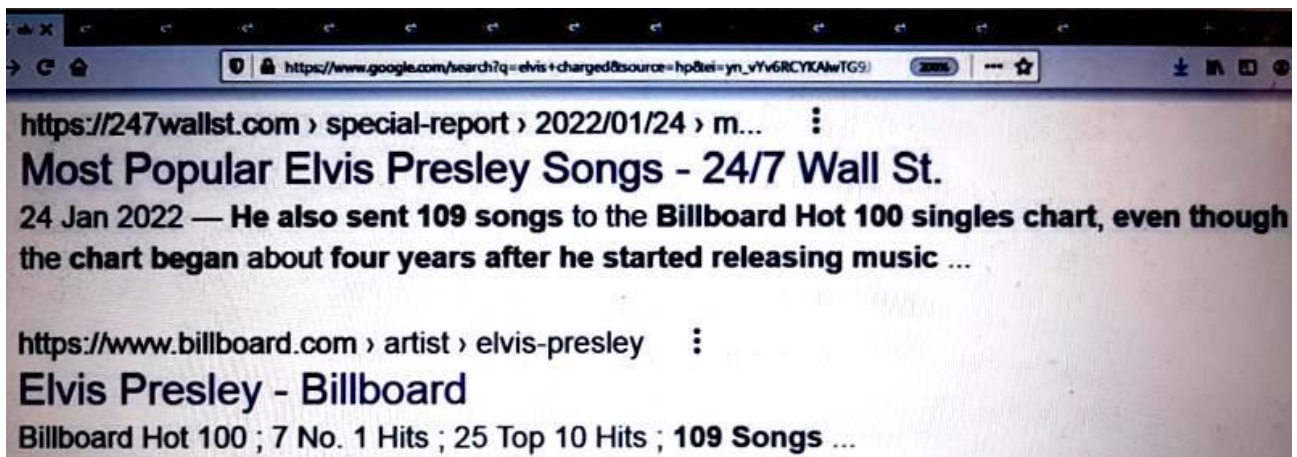 https://www.google.com/search?q=elvis+charged&source=hp&ei=yn_vYv6RCYKAlwTG9J
200%
https://247wallst.com › special-report › 2022/01/24 › m...
Most Popular Elvis Presley Songs - 24/7 Wall St.
24 Jan 2022 — He also sent 109 songs to the Billboard Hot 100 singles chart, even though
the chart began about four years after he started releasing music ...
https://www.billboard.com › artist › elvis-presley
Elvis Presley - Billboard
Billboard Hot 100 ; 7 No. 1 Hits ; 25 Top 10 Hits ; 109 Songs ...